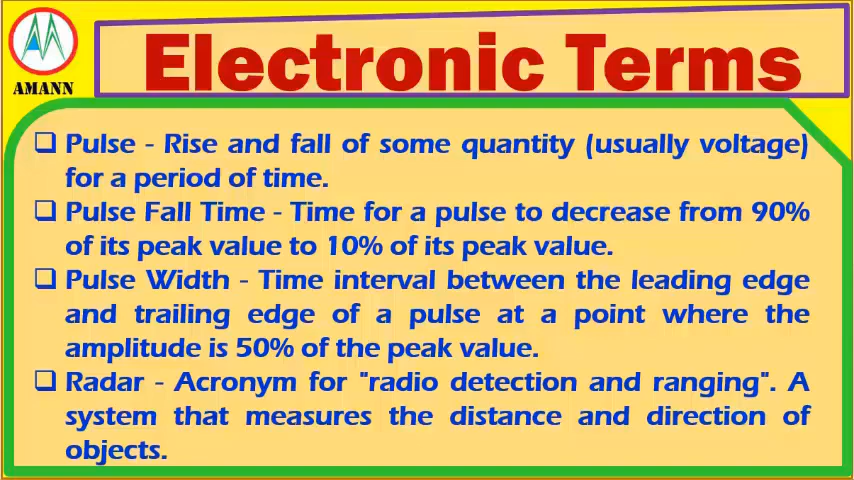 AMANN
Electronic Terms
❑ Pulse - Rise and fall of some quantity (usually voltage)
for a period of time.
❑ Pulse Fall Time - Time for a pulse to decrease from 90%
of its peak value to 10% of its peak value.
❑ Pulse Width - Time interval between the leading edge
and trailing edge of a pulse at a point where the
amplitude is 50% of the peak value.
❑ Radar - Acronym for "radio detection and ranging". A
system that measures the distance and direction of
objects.